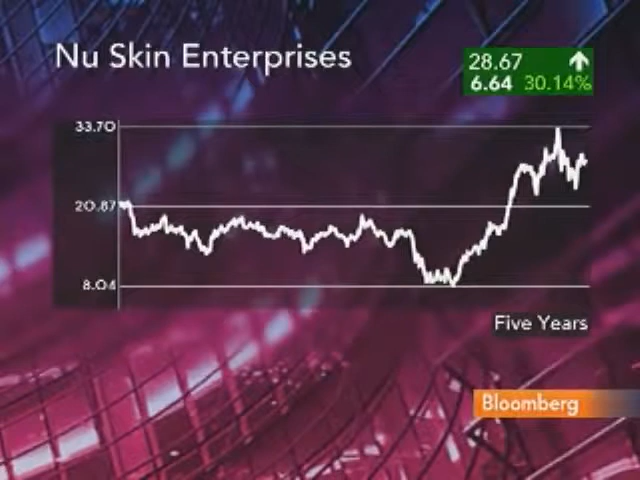 Nu Skin Enterprises
28.67
6.64 30.14%
33.70
20.87
8.04
Five Years
Bloomberg